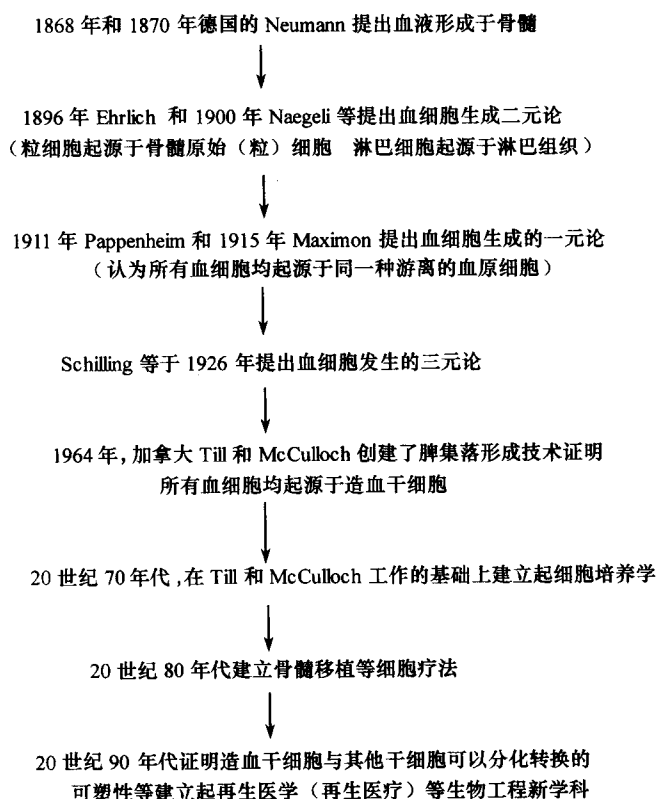 1868 年和 1870 年德国的 Neumann 提出血液形成于骨髓
1896 年 Ehrlich 和 1900 年 Naegeli 等提出血细胞生成二元论
（粒细胞起源于骨髓原始（粒）细胞　淋巴细胞起源于淋巴组织）
1911 年 Pappenheim 和 1915 年 Maximon 提出血细胞生成的一元论
（认为所有血细胞均起源于同一种游离的血原细胞）
Schilling 等于 1926 年提出血细胞发生的三元论
1964 年，加拿大 Till 和 McCulloch 创建了脾集落形成技术证明
所有血细胞均起源于造血干细胞
20 世纪 70 年代，在 Till 和 McCulloch 工作的基础上建立起细胞培养学
20 世纪 80 年代建立骨髓移植等细胞疗法
20 世纪 90 年代证明造血干细胞与其他干细胞可以分化转换的
可塑性等建立起再生医学（再生医疗）等生物工程新学科